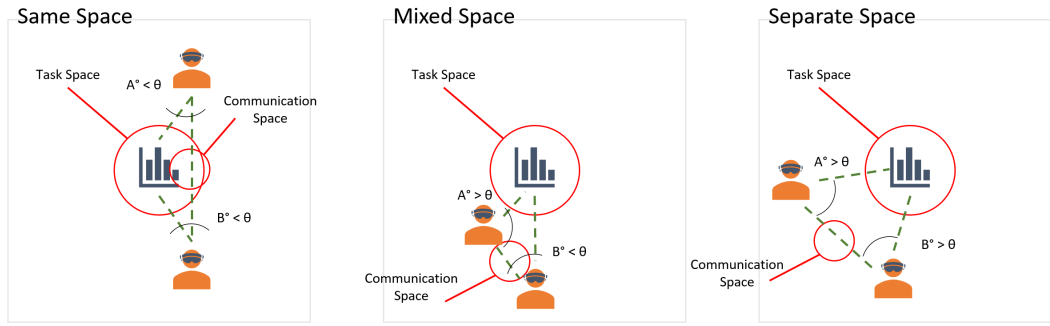 Same Space
Task Space
A° < θ
Communication
Space
B° < θ
Mixed Space
Task Space
A° > θ
B° < θ
Communication
Space
Separate Space
Task Space
A° > θ
B° > θ
Communication
Space